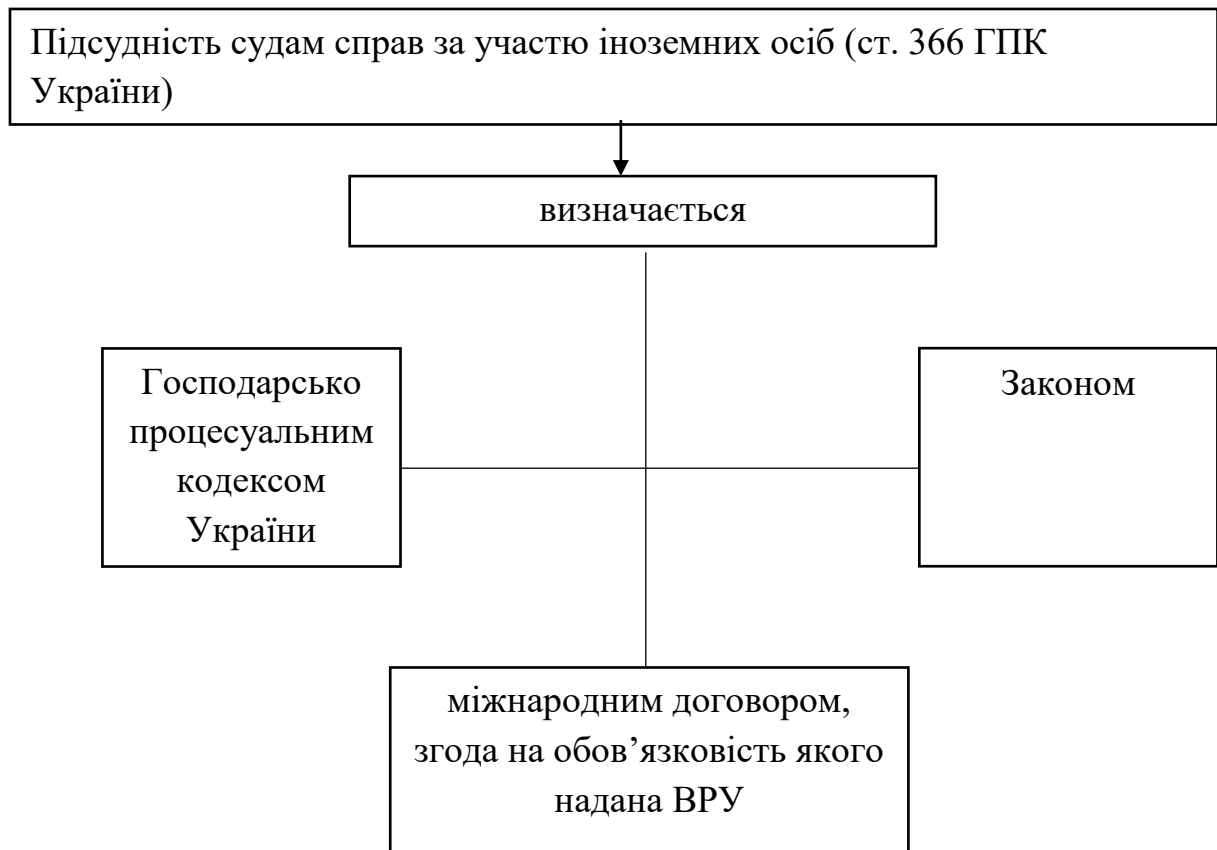 Підсудність судам справ за участю іноземних осіб (ст. 366 ГПК
України)
визначається
Господарсько
процесуальним
кодексом
України
Законом
міжнародним договором,
згода на обов’язковість якого
надана ВРУ